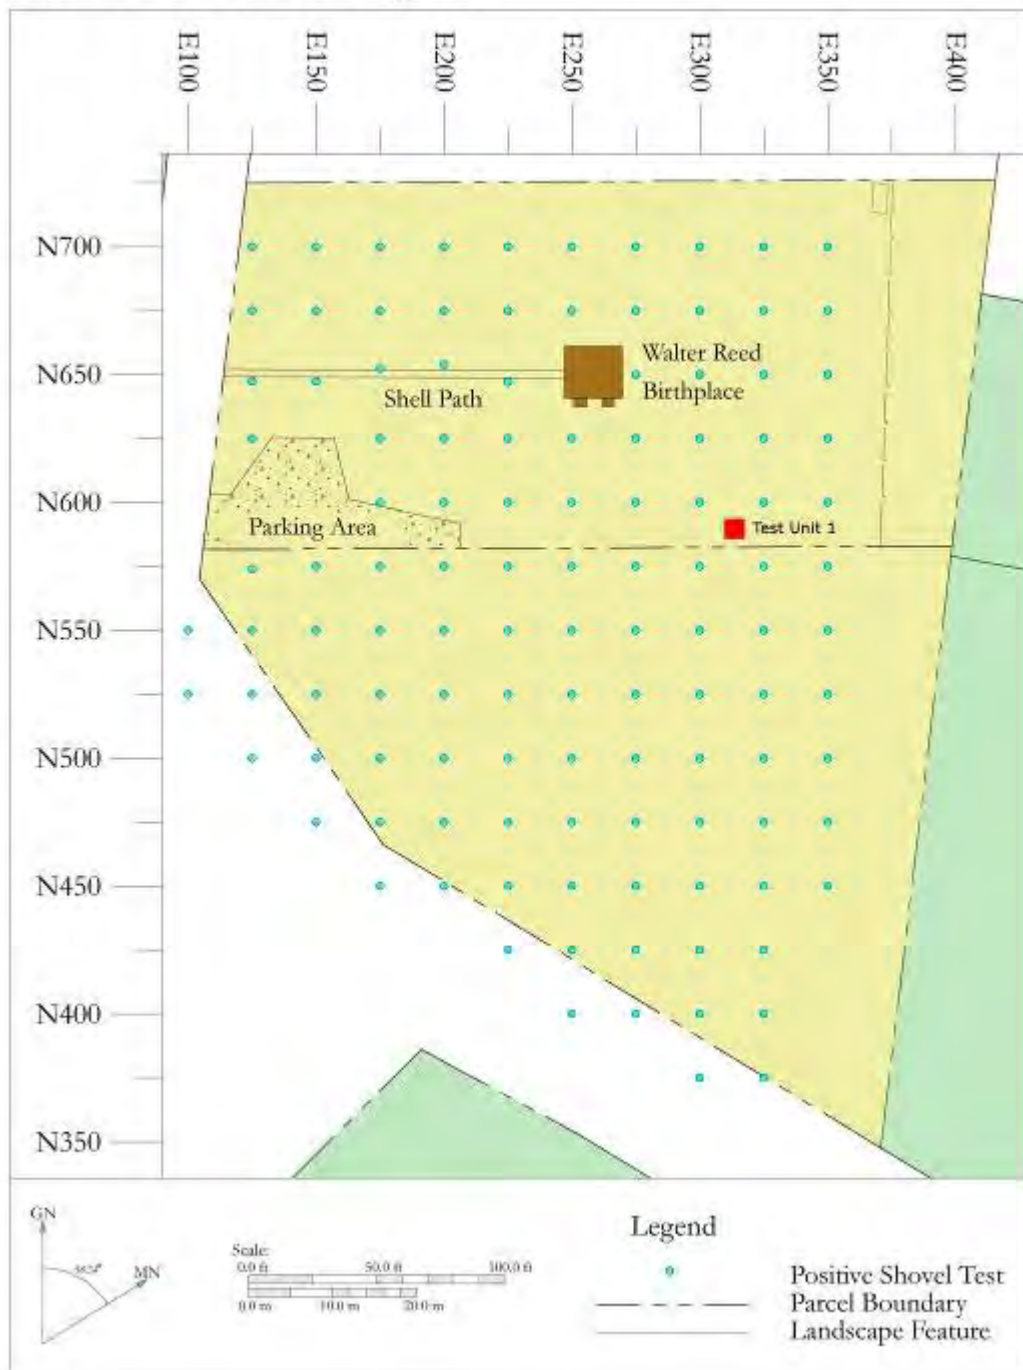 E100
E150
E200
E250
E300
E350
E400
N700
N650
N600
N550
N500
N450
N400
N350
Walter Reed
Birthplace
Shell Path
Parking Area
Test Unit 1
GN
MN
Scale:
0.0 ft 50.0 ft 100.0 ft
0.0 m 10.0 m 20.0 m
Legend
Positive Shovel Test
Parcel Boundary
Landscape Feature